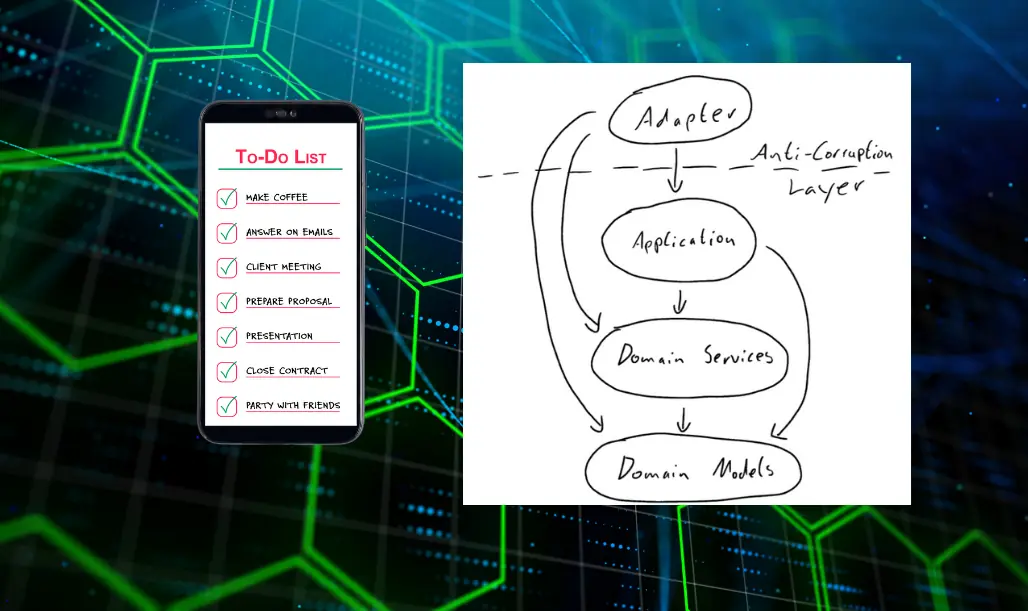 To-Do List
MAKE COFFEE
ANSWER ON EMAILS
CLIENT MEETING
PREPARE PROPOSAL
PRESENTATION
CLOSE CONTRACT
PARTY WITH FRIENDS
Adapter
Anti-Corruption
Layer
Application
Domain Services
Domain Models